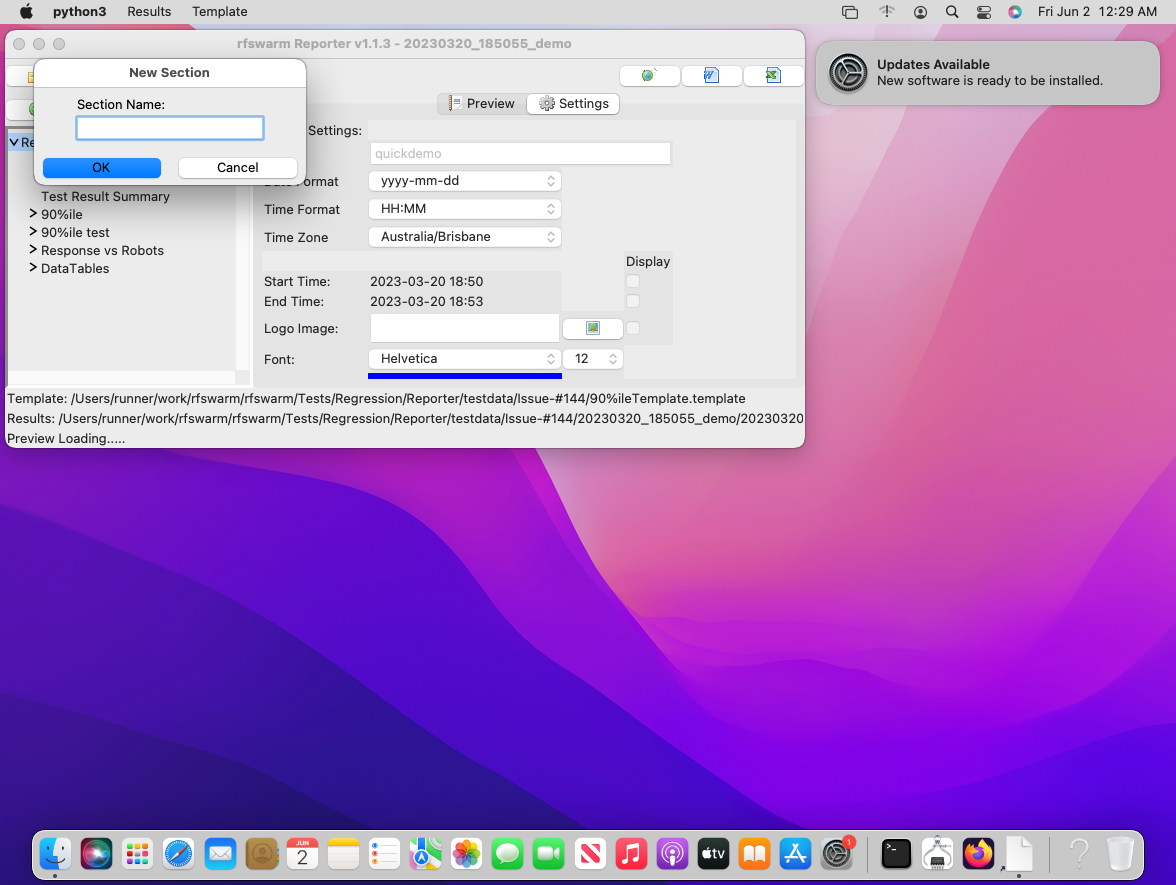 python3 Results Template Fri Jun 2 12:29 AM
rfswarm Reporter v1.1.3 - 20230320_185055_demo
Updates Available
New software is ready to be installed.
New Section
Section Name:
OK Cancel
Preview Settings
Re
Settings:
quickdemo
Format yyyy-mm-dd
Test Result Summary
90%ile
90%ile test
Response vs Robots
DataTables
Time Format HH:MM
Time Zone Australia/Brisbane
Display
Start Time: 2023-03-20 18:50
End Time: 2023-03-20 18:53
Logo Image:
Font: Helvetica 12
Template: /Users/runner/work/rfswarm/rfswarm/Tests/Regression/Reporter/testdata/Issue-#144/90%ileTemplate.template
Results: /Users/runner/work/rfswarm/rfswarm/Tests/Regression/Reporter/testdata/Issue-#144/20230320_185055_demo/20230320
Preview Loading.....
JUN
2
tv
1